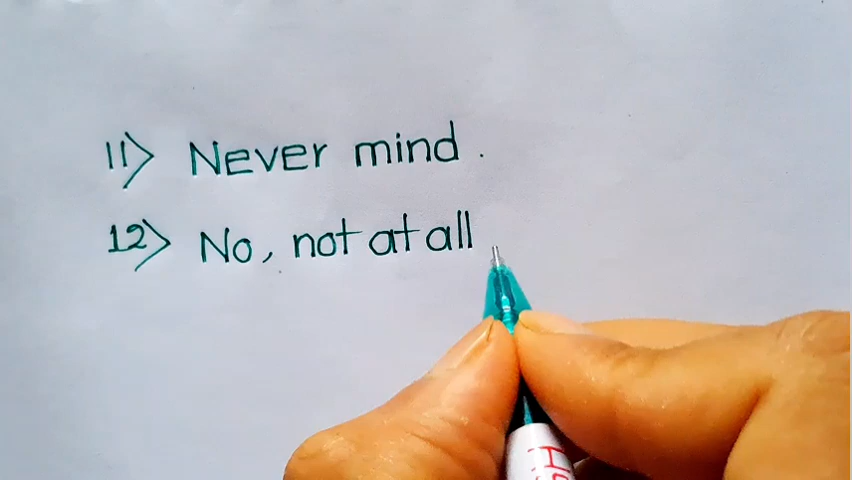 11) Never mind.
12) No, not at all